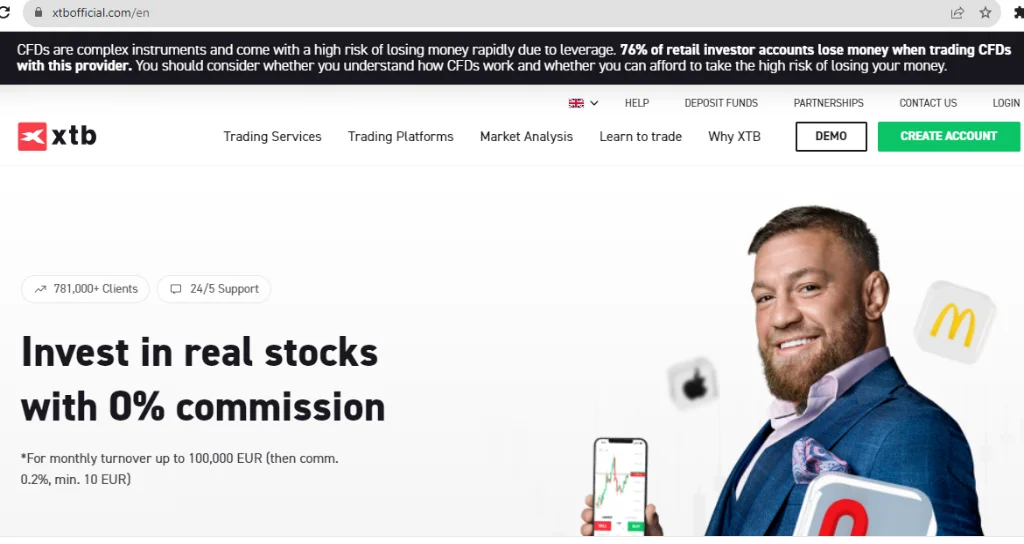 xtbofficial.com/en
CFDs are complex instruments and come with a high risk of losing money rapidly due to leverage. 76% of retail investor accounts lose money when trading CFDs
with this provider. You should consider whether you understand how CFDs work and whether you can afford to take the high risk of losing your money.
HELP DEPOSIT FUNDS PARTNERSHIPS CONTACT US LOGIN
xtb Trading Services Trading Platforms Market Analysis Learn to trade Why XTB DEMO CREATE ACCOUNT
781,000+ Clients 24/5 Support
Invest in real stocks
with 0% commission
*For monthly turnover up to 100,000 EUR (then comm.
0.2%, min. 10 EUR)